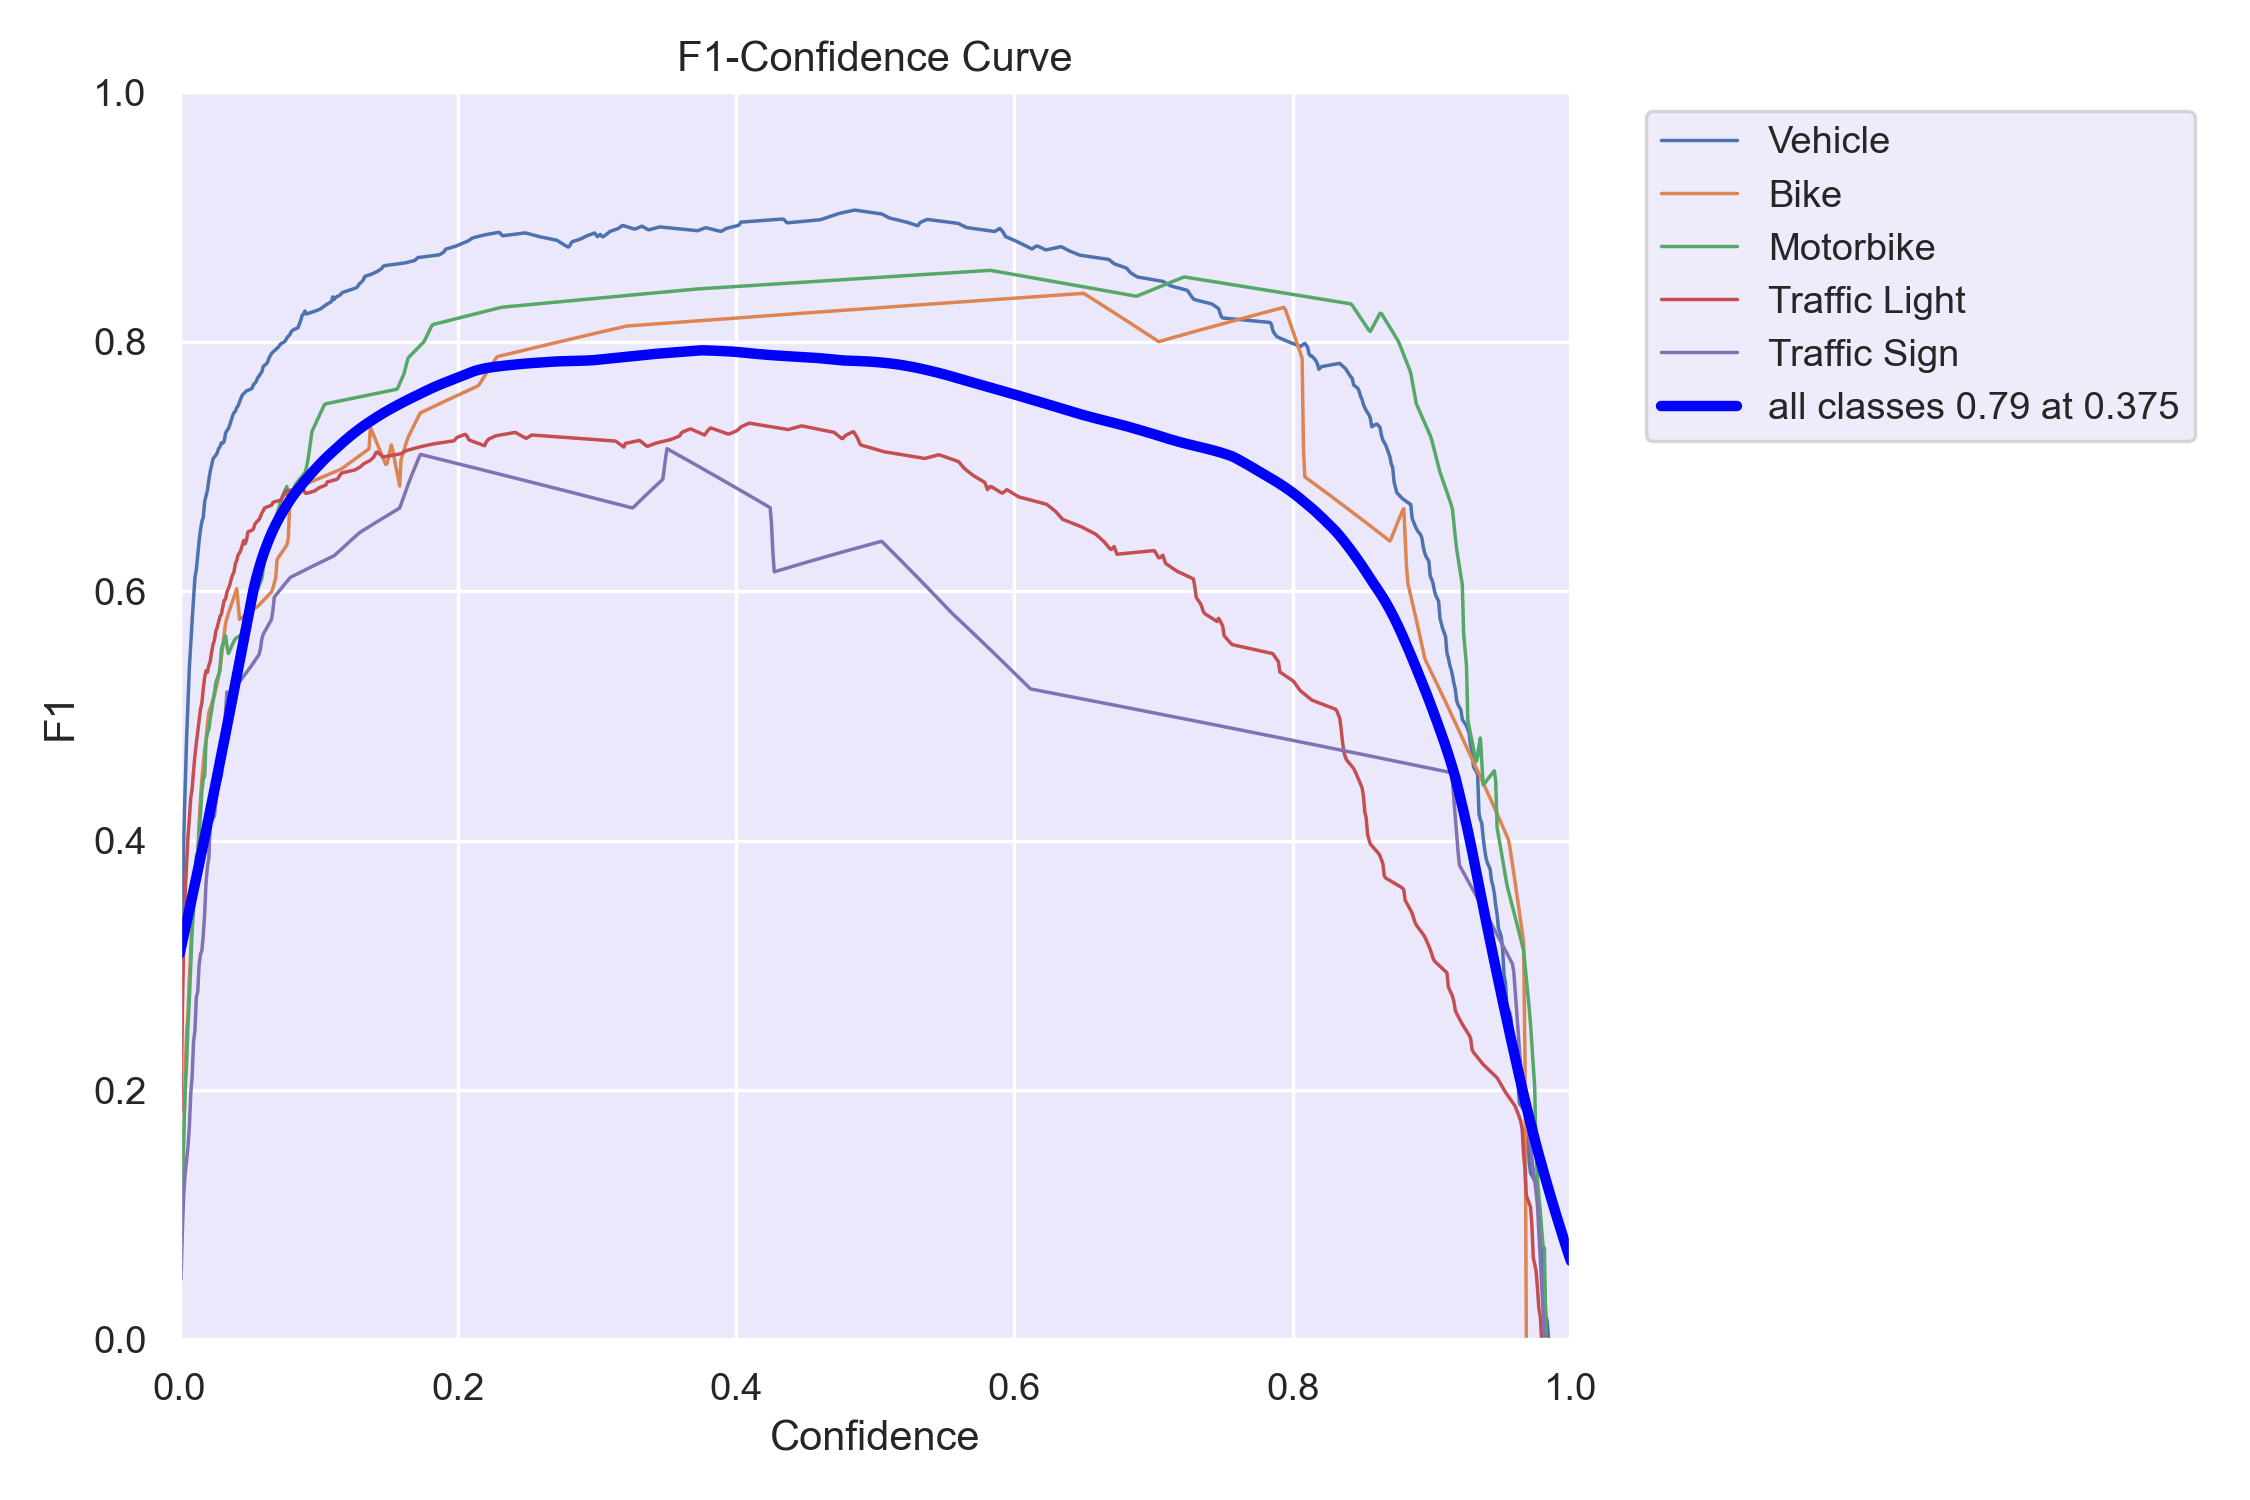 F1-Confidence Curve
1.0
0.8
0.6
0.4
0.2
0.0
F1
0.0 0.2 0.4 0.6 0.8 1.0
Confidence
Vehicle
Bike
Motorbike
Traffic Light
Traffic Sign
all classes 0.79 at 0.375